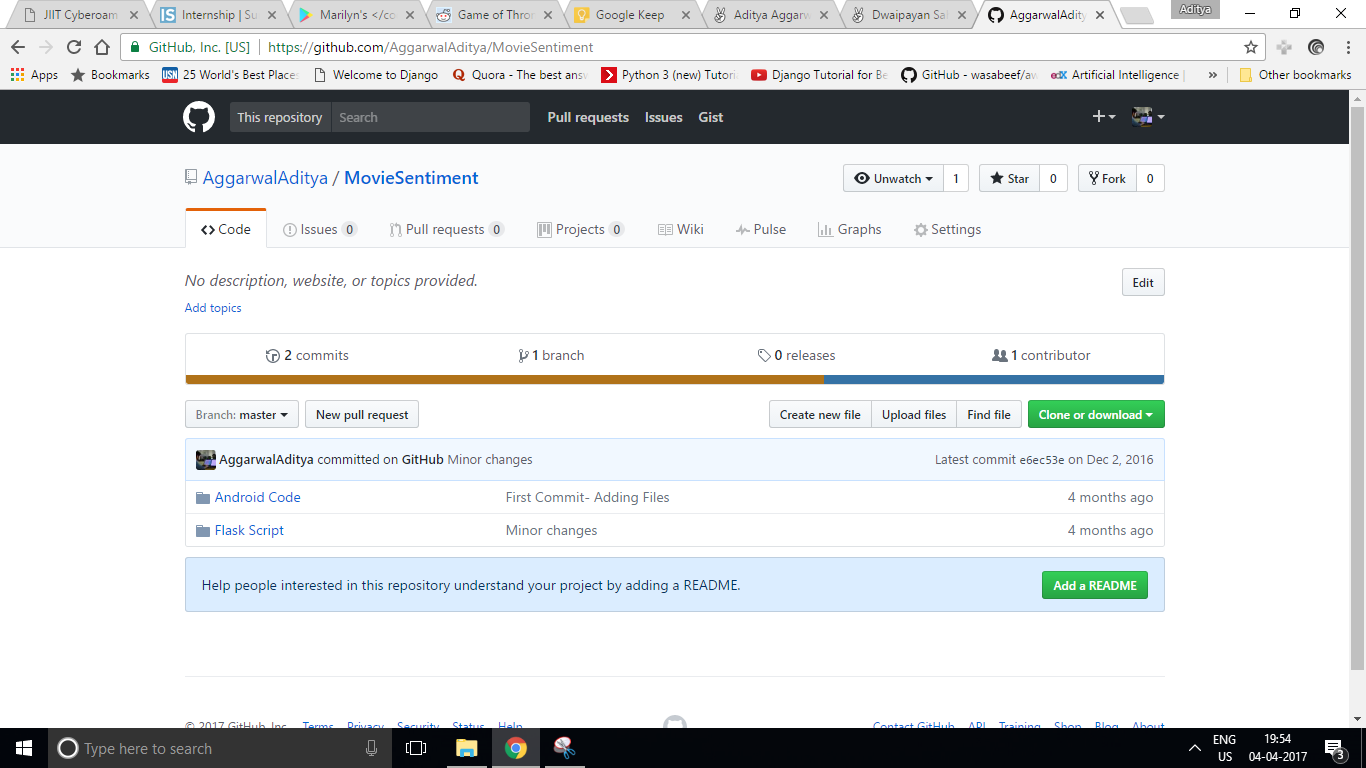 JIIT Cyberoam
Internship | Su
Marilyn's </co
Game of Thron
Google Keep
Aditya Aggarw
Dwaipayan Sal
AggarwalAdity
Aditya
GitHub, Inc. [US] https://github.com/AggarwalAditya/MovieSentiment
Apps Bookmarks USN 25 World's Best Places Welcome to Django Quora - The best ans Python 3 (new) Tutori Django Tutorial for Be GitHub - wasabeef/aw edX Artificial Intelligence | » Other bookmarks
This repository Search Pull requests Issues Gist
AggarwalAditya / MovieSentiment Unwatch 1 Star 0 Fork 0
Code Issues 0 Pull requests 0 Projects 0 Wiki Pulse Graphs Settings
No description, website, or topics provided. Edit
Add topics
2 commits 1 branch 0 releases 1 contributor
Branch: master New pull request Create new file Upload files Find file Clone or download
AggarwalAditya committed on GitHub Minor changes Latest commit e6ec53e on Dec 2, 2016
Android Code First Commit- Adding Files 4 months ago
Flask Script Minor changes 4 months ago
Help people interested in this repository understand your project by adding a README. Add a README
© 2017 GitHub, Inc. Terms Privacy Security Status Help Contact GitHub API Training Shop Blog About
Type here to search
ENG
US
19:54
04-04-2017
3